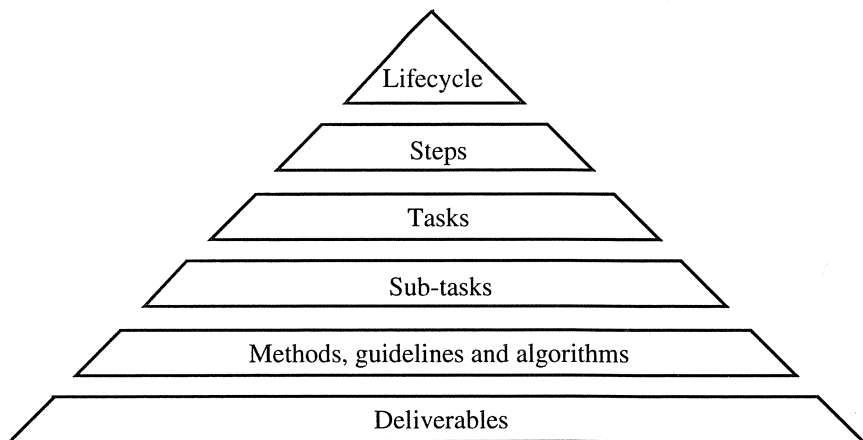 Lifecycle
Steps
Tasks
Sub-tasks
Methods, guidelines and algorithms
Deliverables